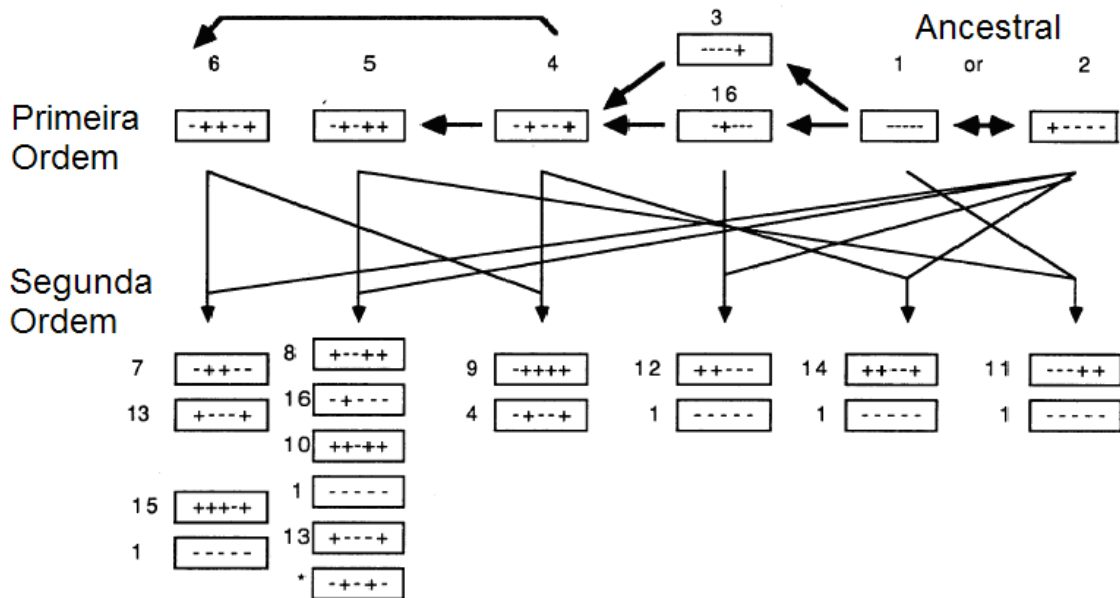 3 Ancestral
----+
6 5 4 1 or 2
16
Primeira
Ordem
-++-+ -+-++ -+--+ -+--- ----- +----
Segunda
Ordem
7 -++-- 8 +--++ 9 -++++ 12 ++--- 14 ++--+ 11 ---++
13 +---+ 16 -+--- 4 -+--+ 1 ----- 1 ----- 1 -----
10 ++-++
15 +++-+ 1 -----
1 ----- 13 +---+
* -+-+-